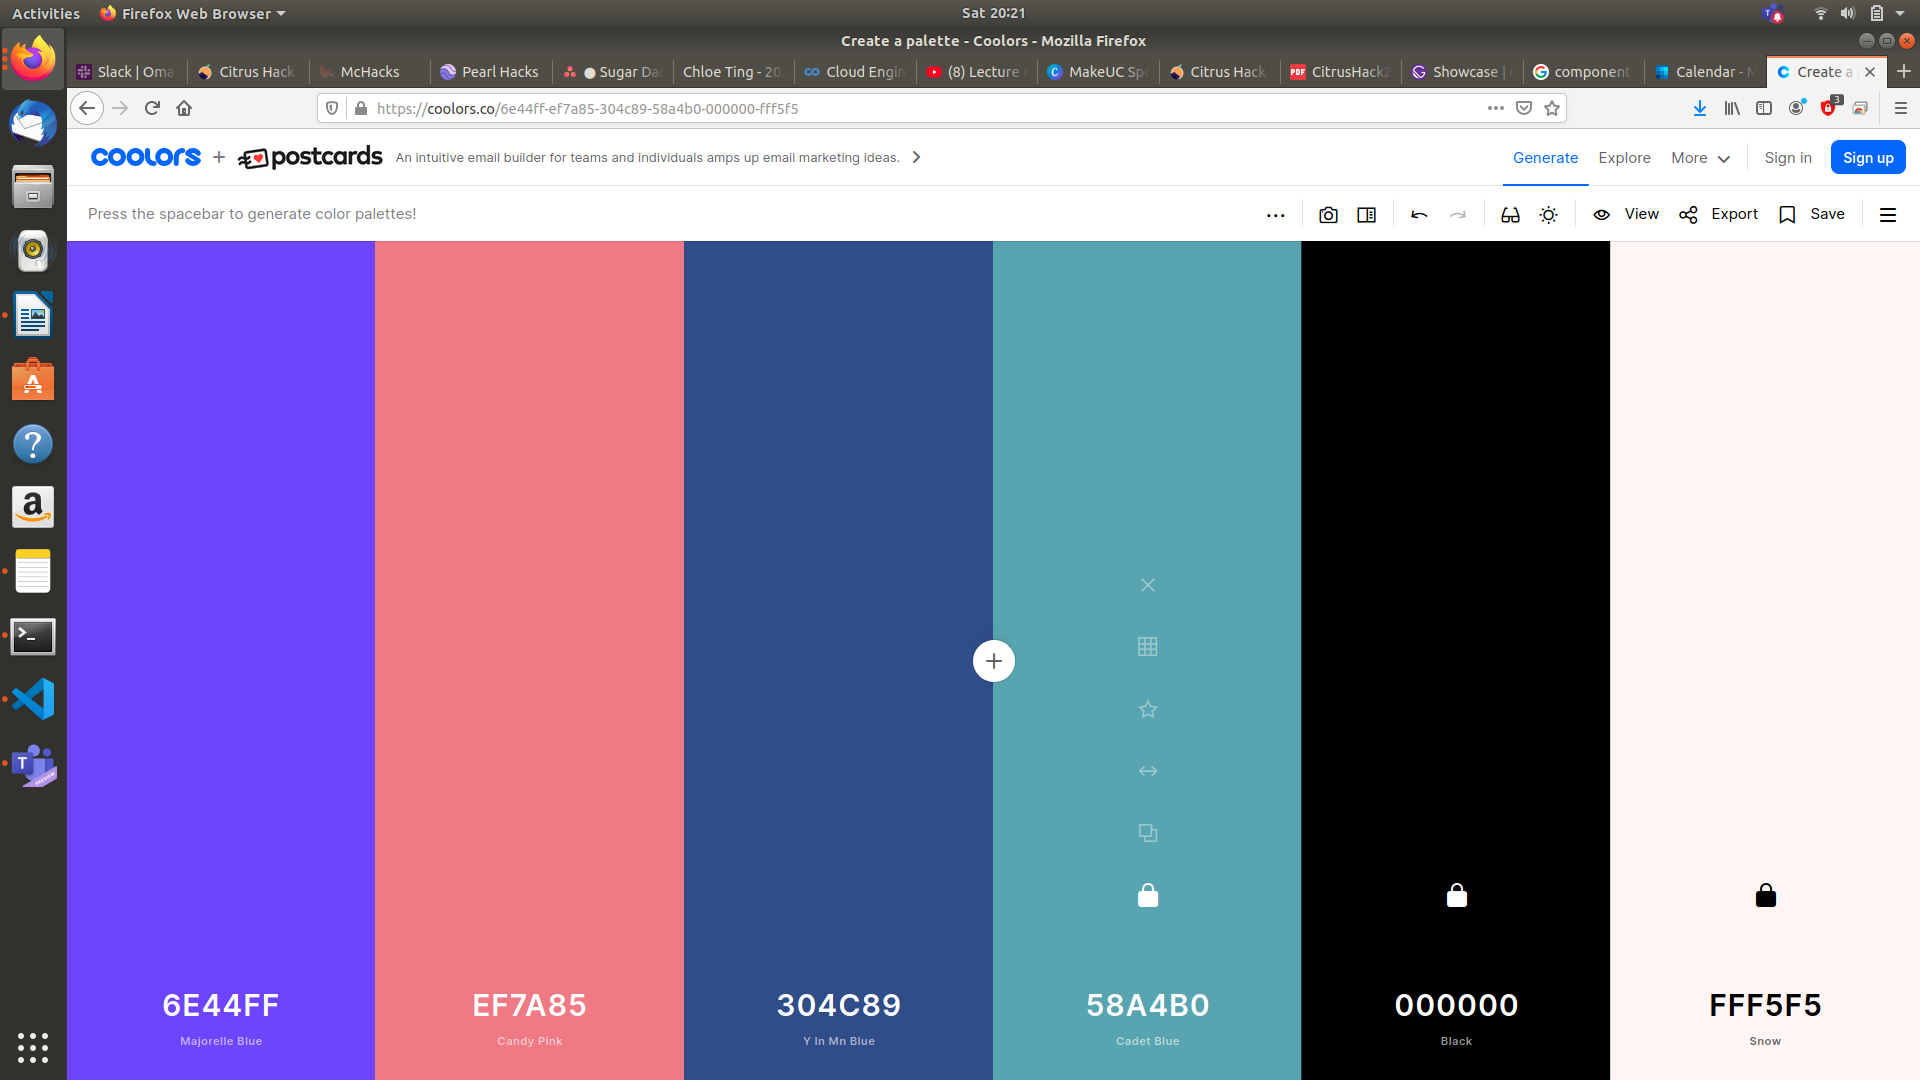 Activities Firefox Web Browser Sat 20:21
Create a palette - Coolors - Mozilla Firefox
Slack | Oma Citrus Hack McHacks Pearl Hacks Sugar Da Chloe Ting - 20 Cloud Engin (8) Lecture MakeUC Sp Citrus Hack PDF CitrusHack2 Showcase | component Calendar - M Create a
https://coolors.co/6e44ff-ef7a85-304c89-58a4b0-000000-fff5f5 3
coolors + postcards An intuitive email builder for teams and individuals amps up email marketing ideas. Generate Explore More Sign in Sign up
Press the spacebar to generate color palettes! View Export Save
6E44FF EF7A85 304C89 58A4B0 000000 FFF5F5
Majorelle Blue Candy Pink Y In Mn Blue Cadet Blue Black Snow